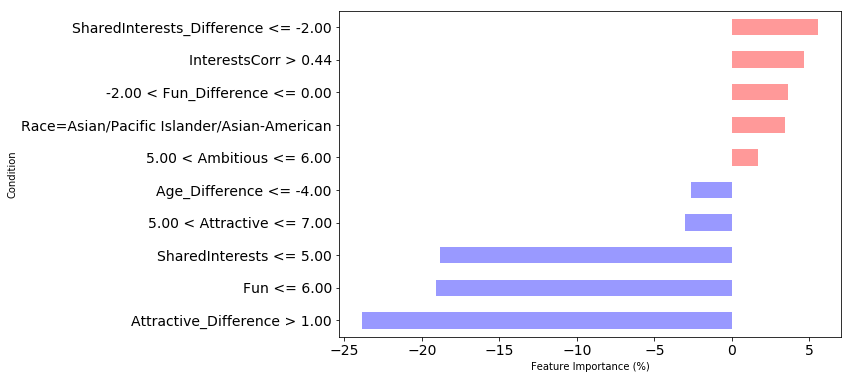 SharedInterests_Difference <= -2.00
InterestsCorr > 0.44
-2.00 < Fun_Difference <= 0.00
Race=Asian/Pacific Islander/Asian-American
5.00 < Ambitious <= 6.00
Age_Difference <= -4.00
5.00 < Attractive <= 7.00
SharedInterests <= 5.00
Fun <= 6.00
Attractive_Difference > 1.00
Condition
−25 −20 −15 −10 −5 0 5
Feature Importance (%)